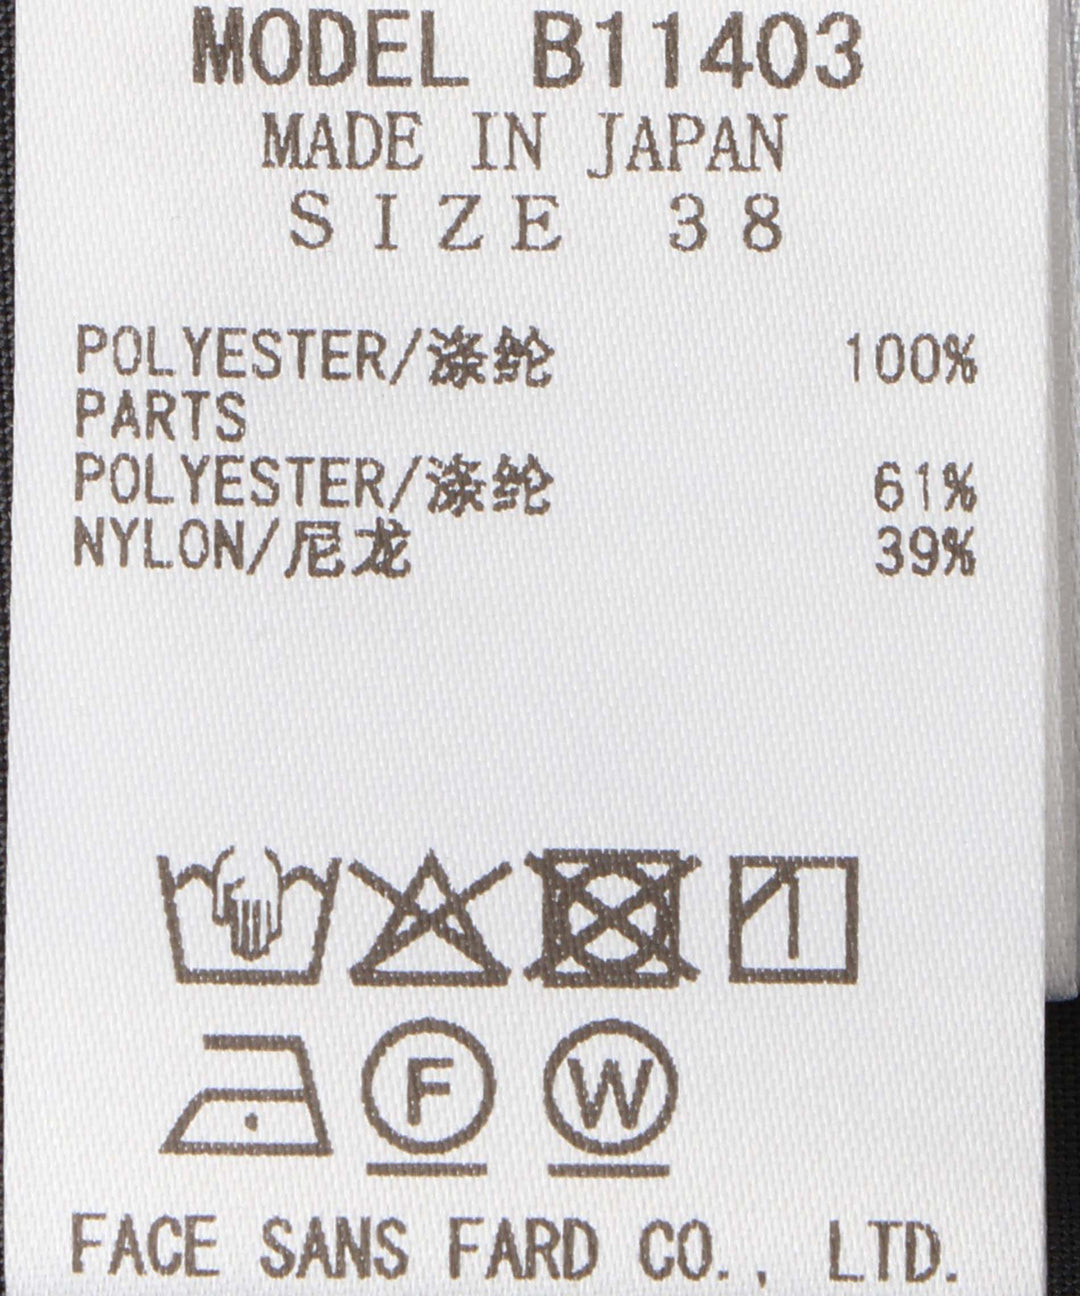 MODEL B11403
MADE IN JAPAN
SIZE 38
POLYESTER/涤纶 100%
PARTS
POLYESTER/涤纶 61%
NYLON/尼龙 39%
F W
FACE SANS FARD CO., LTD.